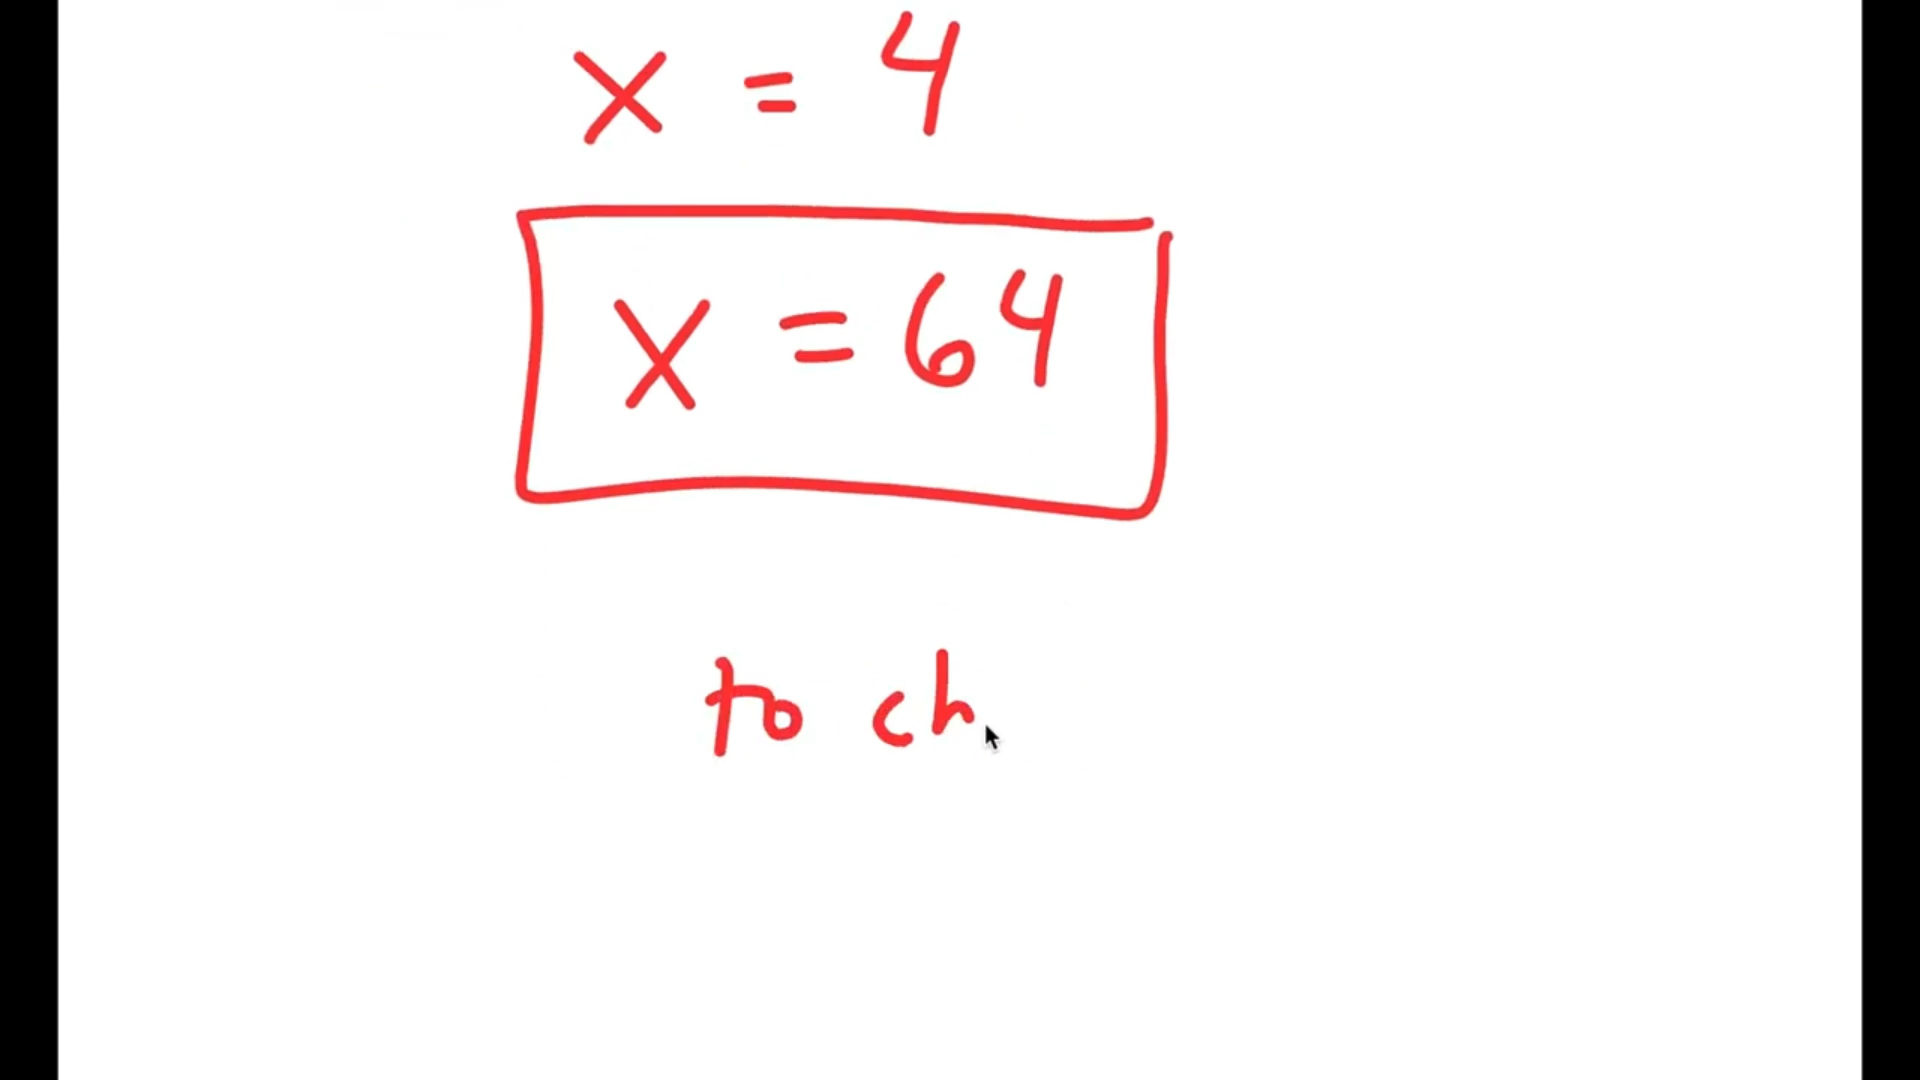 x = 4
x = 64
to ch